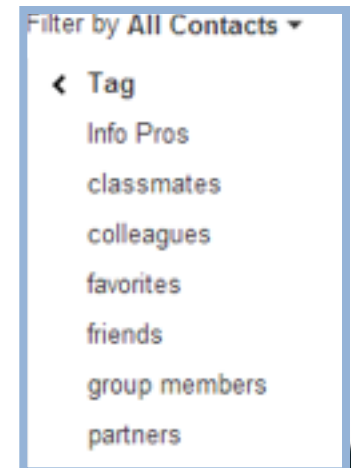 Filter by All Contacts
Tag
Info Pros
classmates
colleagues
favorites
friends
group members
partners